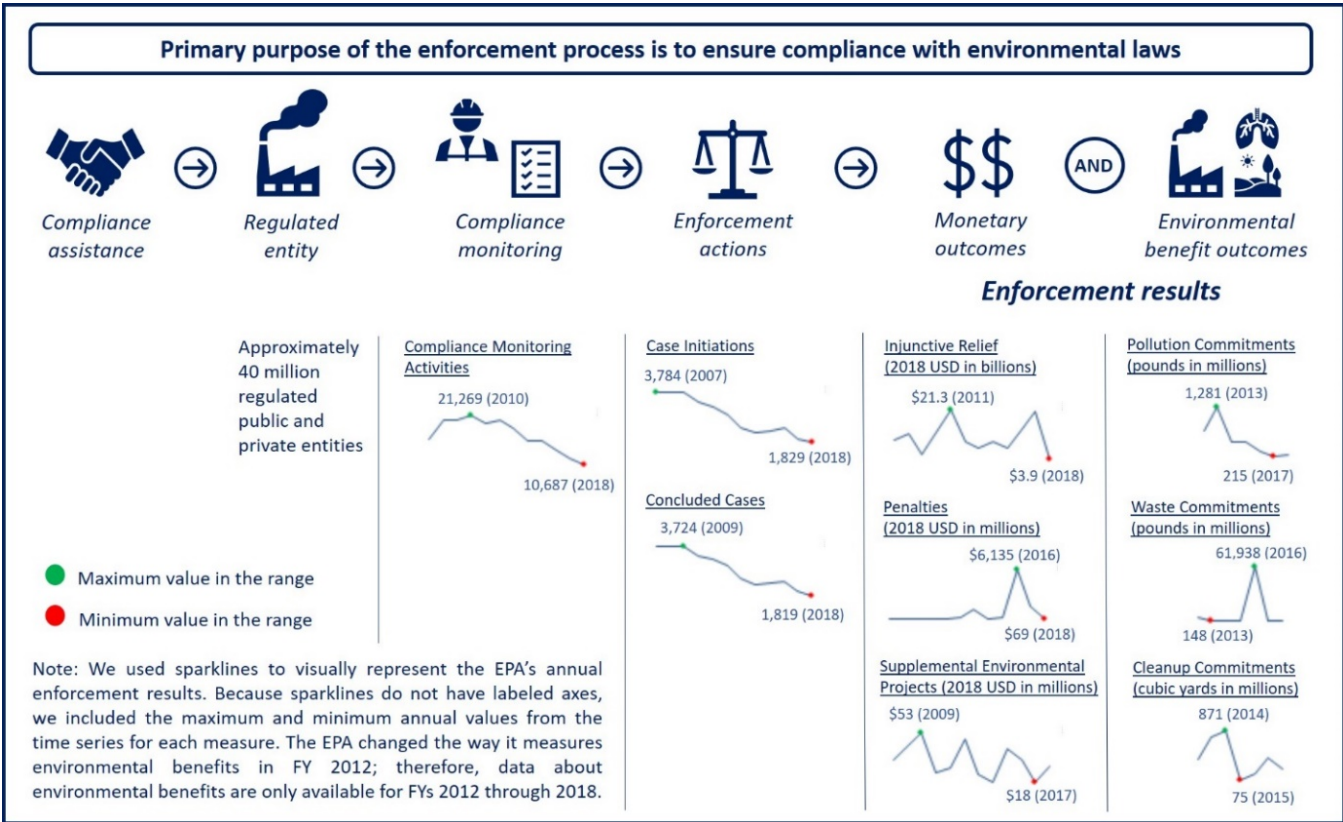 Primary purpose of the enforcement process is to ensure compliance with environmental laws
Compliance
assistance
Regulated
entity
Compliance
monitoring
Enforcement
actions
Monetary
outcomes
AND
Environmental
benefit outcomes
Enforcement results
Approximately
40 million
regulated
public and
private entities
Compliance Monitoring
Activities
21,269 (2010)
10,687 (2018)
Case Initiations
3,784 (2007)
1,829 (2018)
Concluded Cases
3,724 (2009)
1,819 (2018)
Injunctive Relief
(2018 USD in billions)
$21.3 (2011)
$3.9 (2018)
Penalties
(2018 USD in millions)
$6,135 (2016)
$69 (2018)
Supplemental Environmental
Projects (2018 USD in millions)
$53 (2009)
$18 (2017)
Pollution Commitments
(pounds in millions)
1,281 (2013)
215 (2017)
Waste Commitments
(pounds in millions)
61,938 (2016)
148 (2013)
Cleanup Commitments
(cubic yards in millions)
871 (2014)
75 (2015)
Maximum value in the range
Minimum value in the range
Note: We used sparklines to visually represent the EPA's annual
enforcement results. Because sparklines do not have labeled axes,
we included the maximum and minimum annual values from the
time series for each measure. The EPA changed the way it measures
environmental benefits in FY 2012; therefore, data about
environmental benefits are only available for FYs 2012 through 2018.